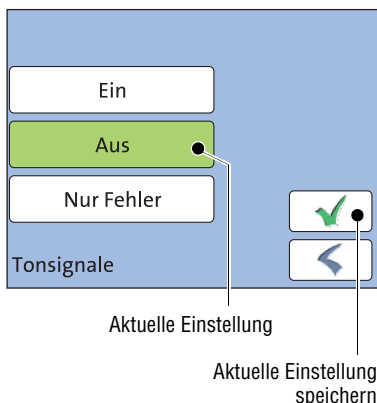 Ein
Aus
Nur Fehler
Tonsignale
Aktuelle Einstellung
Aktuelle Einstellung
speichern